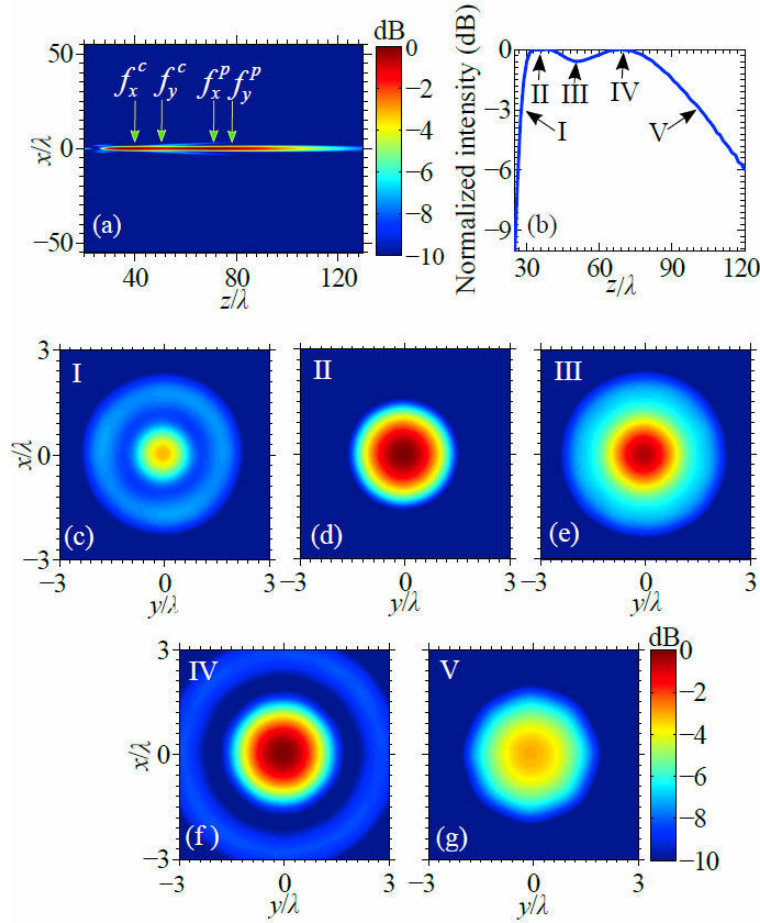 dB
50
0
−50
x/λ
f_x^c f_y^c f_x^p f_y^p
(a)
40 80 120
z/λ
0
−2
−4
−6
−8
−10
Normalized intensity (dB)
0
−3
−6
−9
I
II
III
IV
V
(b)
30 60 90 120
z/λ
3
0
−3
x/λ
I
(c)
−3 0 3
y/λ
II
(d)
−3 0 3
y/λ
III
(e)
−3 0 3
y/λ
3
0
−3
x/λ
IV
(f)
−3 0 3
y/λ
V
(g)
−3 0 3
y/λ
dB
0
−2
−4
−6
−8
−10